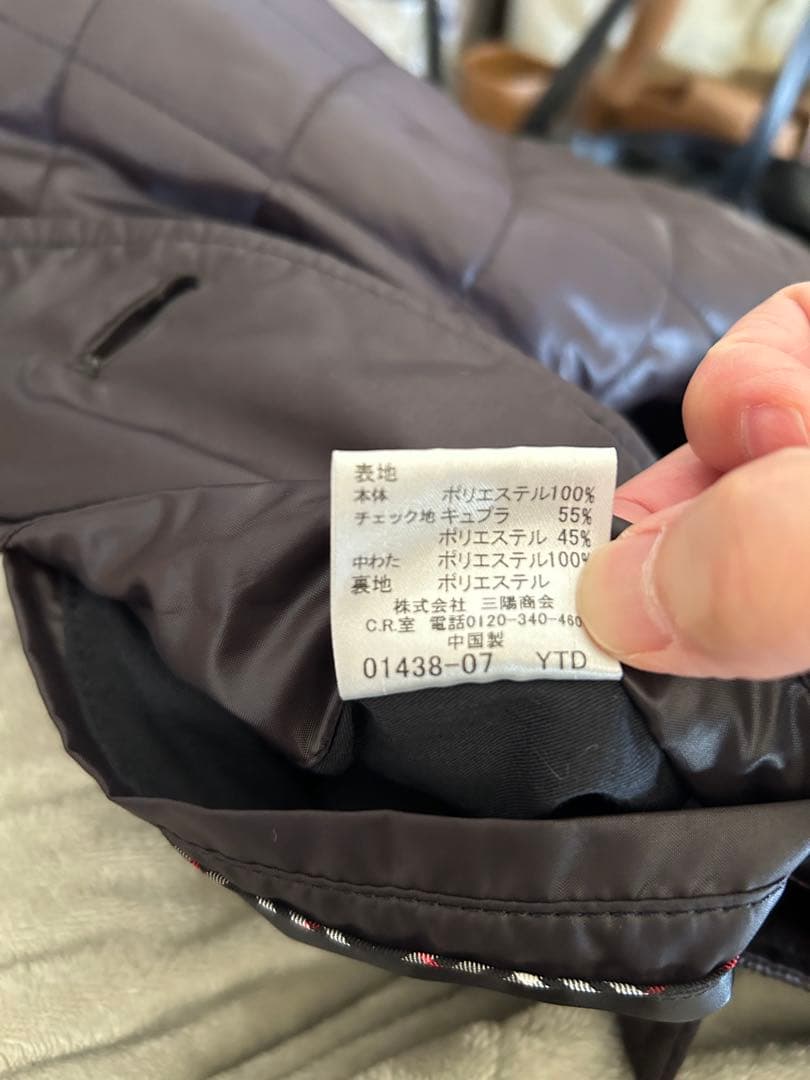 表地
本体 ポリエステル100%
チェック地 キュプラ 55%
ポリエステル 45%
中わた ポリエステル100%
裏地 ポリエステル
株式会社 三陽商会
C.R.室 電話0120-340-460
中国製
01438-07 YTD